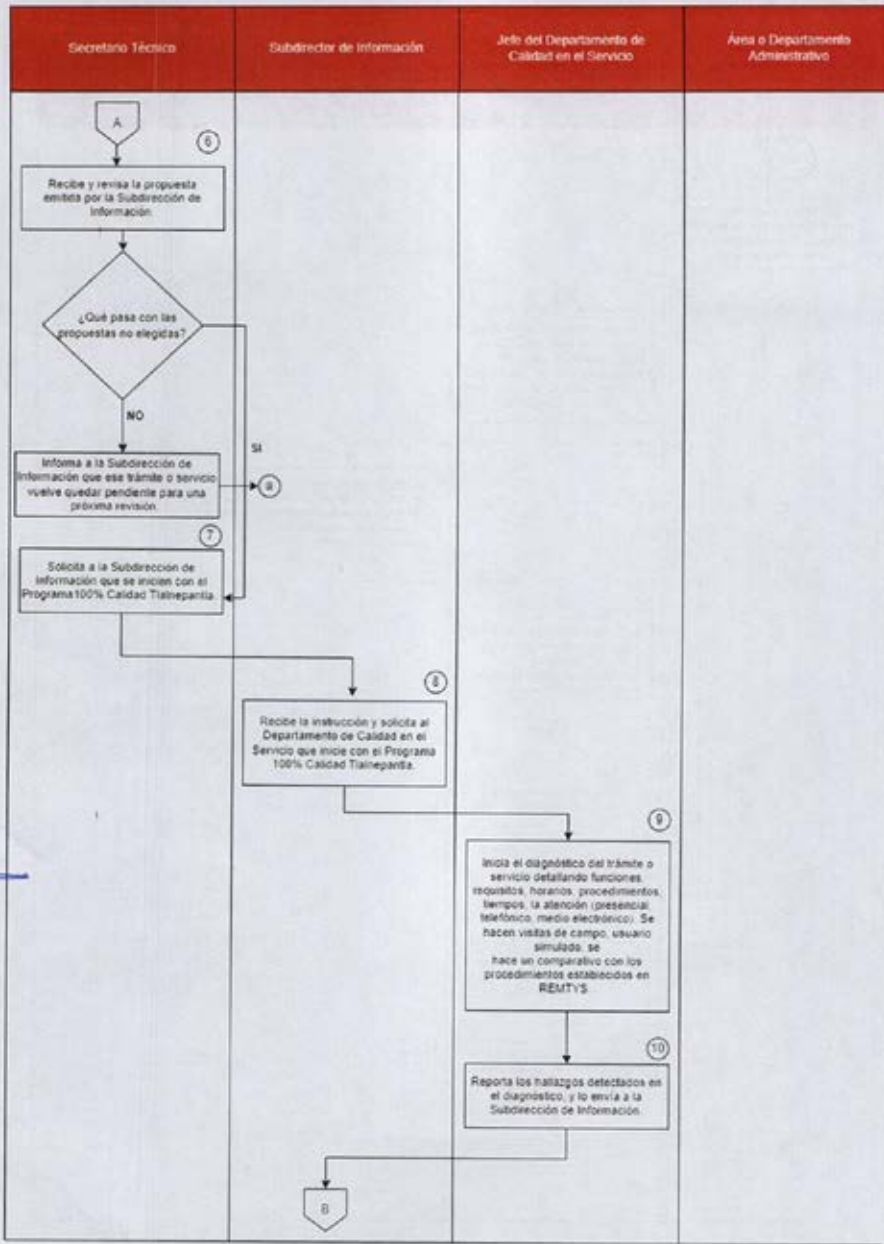 Secretario Técnico
Subdirector de Información
Jefe del Departamento de
Calidad en el Servicio
Área o Departamento
Administrativo
A
6
Recibe y revisa la propuesta
emitida por la Subdirección de
Información.
¿Qué pasa con las
propuestas no elegidas?
NO
SI
Informa a la Subdirección de
Información que ese trámite o servicio
vuelve quedar pendiente para una
próxima revisión.
7
Solicita a la Subdirección de
Información que se inicien con el
Programa100% Calidad Tlalnepantla.
8
Recibe la instrucción y solicita al
Departamento de Calidad en el
Servicio que inicie con el Programa
100% Calidad Tlalnepantla.
9
Inicia el diagnóstico del trámite o
servicio detallando funciones,
requisitos, horarios, procedimientos,
tiempos, la atención (presencial,
telefónico, medio electrónico). Se
hacen visitas de campo, usuario
simulado, se
hace un comparativo con los
procedimientos establecidos en
REMTYS
10
Reporta los hallazgos detectados en
el diagnóstico, y lo envía a la
Subdirección de Información.
B